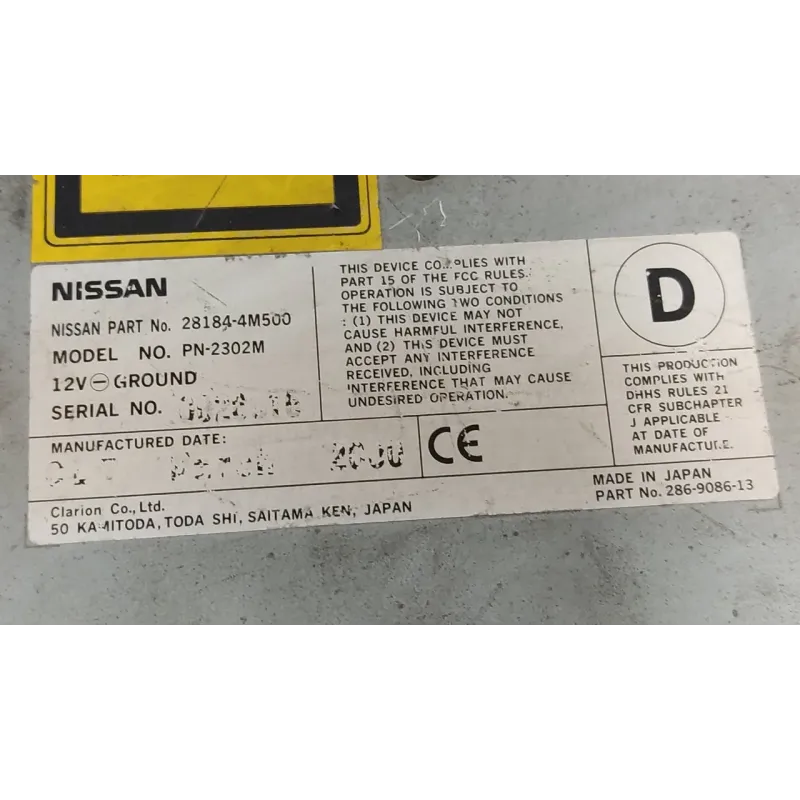 NISSAN
NISSAN PART No. 28184-4M500
MODEL NO. PN-2302M
12V ⊖ GROUND
SERIAL NO.
MANUFACTURED DATE:
March 2000
THIS DEVICE COMPLIES WITH
PART 15 OF THE FCC RULES.
OPERATION IS SUBJECT TO
THE FOLLOWING TWO CONDITIONS
: (1) THIS DEVICE MAY NOT
CAUSE HARMFUL INTERFERENCE,
AND (2) THIS DEVICE MUST
ACCEPT ANY INTERFERENCE
RECEIVED, INCLUDING
INTERFERENCE THAT MAY CAUSE
UNDESIRED OPERATION.
CE
D
THIS PRODUCTION
COMPLIES WITH
DHHS RULES 21
CFR SUBCHAPTER
J APPLICABLE
AT DATE OF
MANUFACTURE.
Clarion Co., Ltd.
50 KAMITODA, TODA SHI, SAITAMA KEN, JAPAN
MADE IN JAPAN
PART No. 286-9086-13